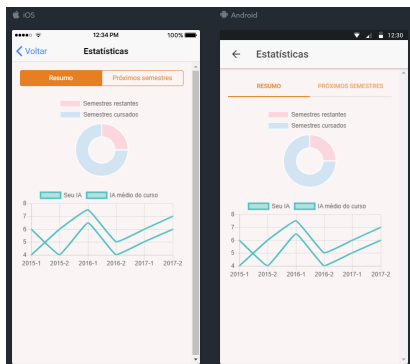 iOS
12:34 PM
100%
Voltar
Estatísticas
Resumo
Próximos semestres
Semestres restantes
Semestres cursados
Seu IA
IA médio do curso
8
7
6
5
4
2015-1 2015-2 2016-1 2016-2 2017-1 2017-2
Android
12:30
Estatísticas
RESUMO
PRÓXIMOS SEMESTRES
Semestres restantes
Semestres cursados
Seu IA
IA médio do curso
8
7
6
5
4
2015-1 2015-2 2016-1 2016-2 2017-1 2017-2